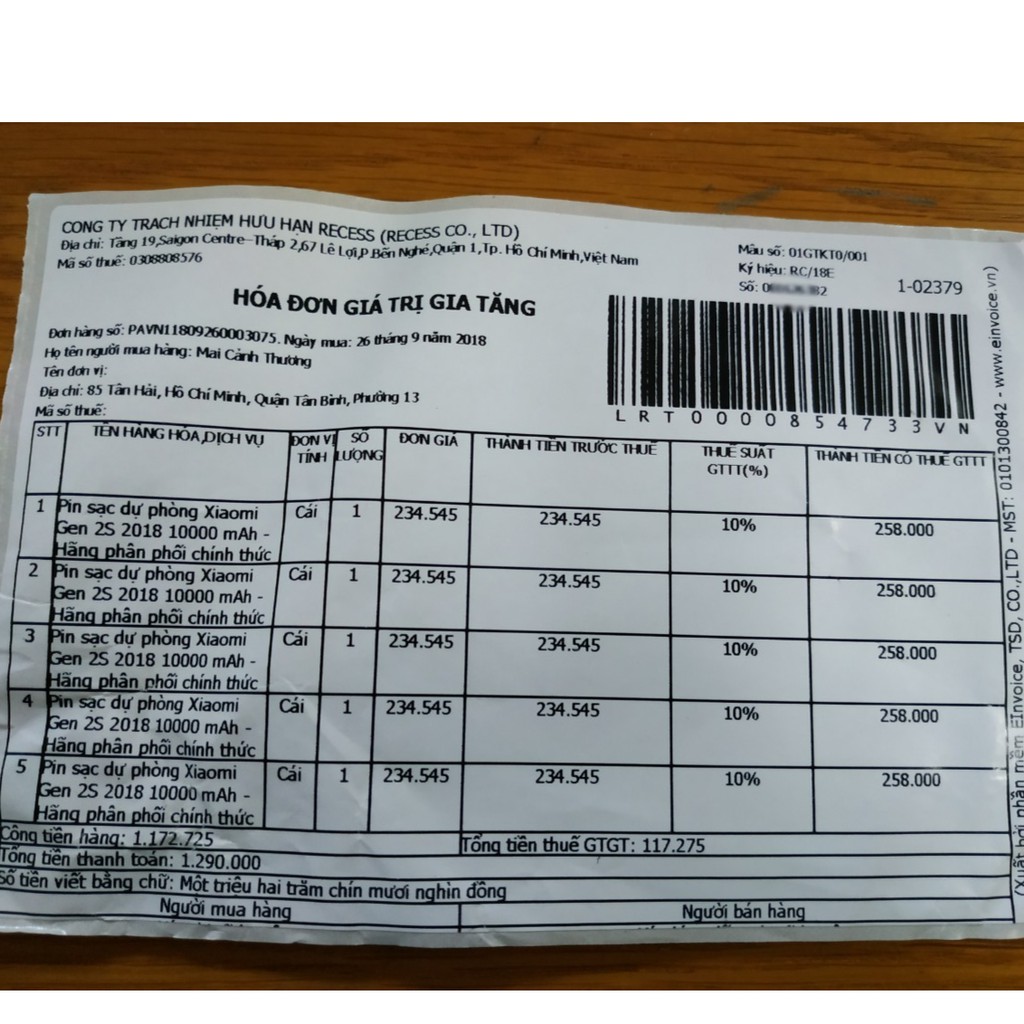 CÔNG TY TRÁCH NHIỆM HỮU HẠN RECESS (RECESS CO., LTD)
Địa chỉ: Tầng 19,Saigon Centre–Tháp 2,67 Lê Lợi,P.Bến Nghé,Quận 1,Tp. Hồ Chí Minh,Việt Nam
Mã số thuế: 0308808576
Mẫu số: 01GTKT0/001
Ký hiệu: RC/18E
Số: 0 82
1-02379
HÓA ĐƠN GIÁ TRỊ GIA TĂNG
Đơn hàng số: PAVN11809260003075. Ngày mua: 26 tháng 9 năm 2018
Họ tên người mua hàng: Mai Cảnh Thương
Tên đơn vị:
Địa chỉ: 85 Tân Hải, Hồ Chí Minh, Quận Tân Bình, Phường 13
Mã số thuế:
LRT0000854733VN
STT TÊN HÀNG HÓA,DỊCH VỤ ĐƠN VỊ TÍNH SỐ LƯỢNG ĐƠN GIÁ THÀNH TIỀN TRƯỚC THUẾ THUẾ SUẤT GTTT(%) THÀNH TIỀN CÓ THUẾ GTTT
1 Pin sạc dự phòng Xiaomi Cái 1 234.545 234.545 10% 258.000
Gen 2S 2018 10000 mAh -
Hãng phân phối chính thức
2 Pin sạc dự phòng Xiaomi Cái 1 234.545 234.545 10% 258.000
Gen 2S 2018 10000 mAh -
Hãng phân phối chính thức
3 Pin sạc dự phòng Xiaomi Cái 1 234.545 234.545 10% 258.000
Gen 2S 2018 10000 mAh -
Hãng phân phối chính thức
4 Pin sạc dự phòng Xiaomi Cái 1 234.545 234.545 10% 258.000
Gen 2S 2018 10000 mAh -
Hãng phân phối chính thức
5 Pin sạc dự phòng Xiaomi Cái 1 234.545 234.545 10% 258.000
Gen 2S 2018 10000 mAh -
Hãng phân phối chính thức
Cộng tiền hàng: 1.172.725 Tổng tiền thuế GTGT: 117.275
Tổng tiền thanh toán: 1.290.000
Số tiền viết bằng chữ: Một triệu hai trăm chín mươi nghìn đồng
Người mua hàng Người bán hàng
(Xuất bởi phần mềm EInvoice, TSD, CO.,LTD - MST: 0101300842 - www.einvoice.vn)